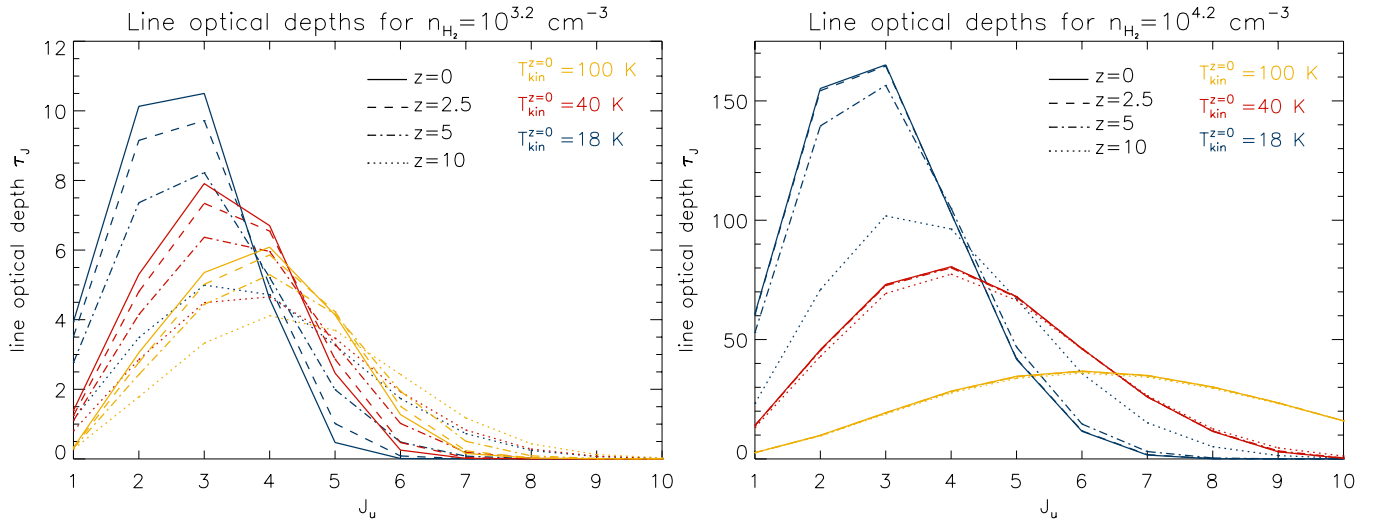 Line optical depths for n_H₂=10^3.2 cm^−3
12
10
8
6
4
2
0
line optical depth τ_J
z=0
z=2.5
z=5
z=10
T_kin^z=0 =100 K
T_kin^z=0 =40 K
T_kin^z=0 =18 K
1 2 3 4 5 6 7 8 9 10
J_u
Line optical depths for n_H₂=10^4.2 cm^−3
150
100
50
0
line optical depth τ_J
z=0
z=2.5
z=5
z=10
T_kin^z=0 =100 K
T_kin^z=0 =40 K
T_kin^z=0 =18 K
1 2 3 4 5 6 7 8 9 10
J_u